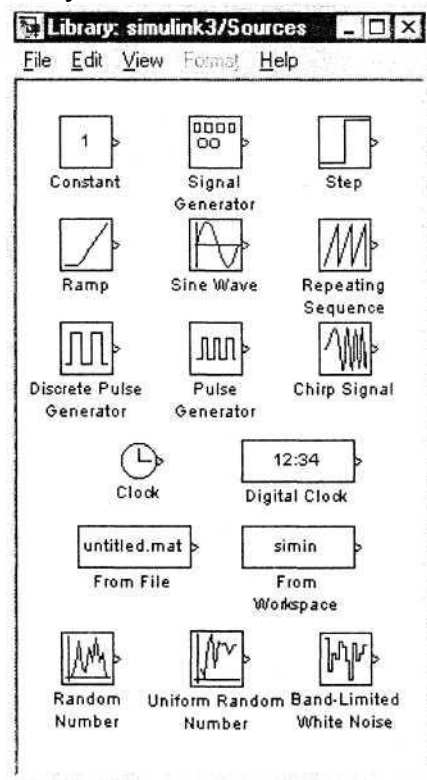 Library: simulink3/Sources
File Edit View Format Help
1
Constant
Signal
Generator
Step
Ramp
Sine Wave
Repeating
Sequence
Discrete Pulse
Generator
Pulse
Generator
Chirp Signal
Clock
12:34
Digital Clock
untitled.mat
From File
simin
From
Workspace
Random
Number
Uniform Random
Number
Band-Limited
White Noise